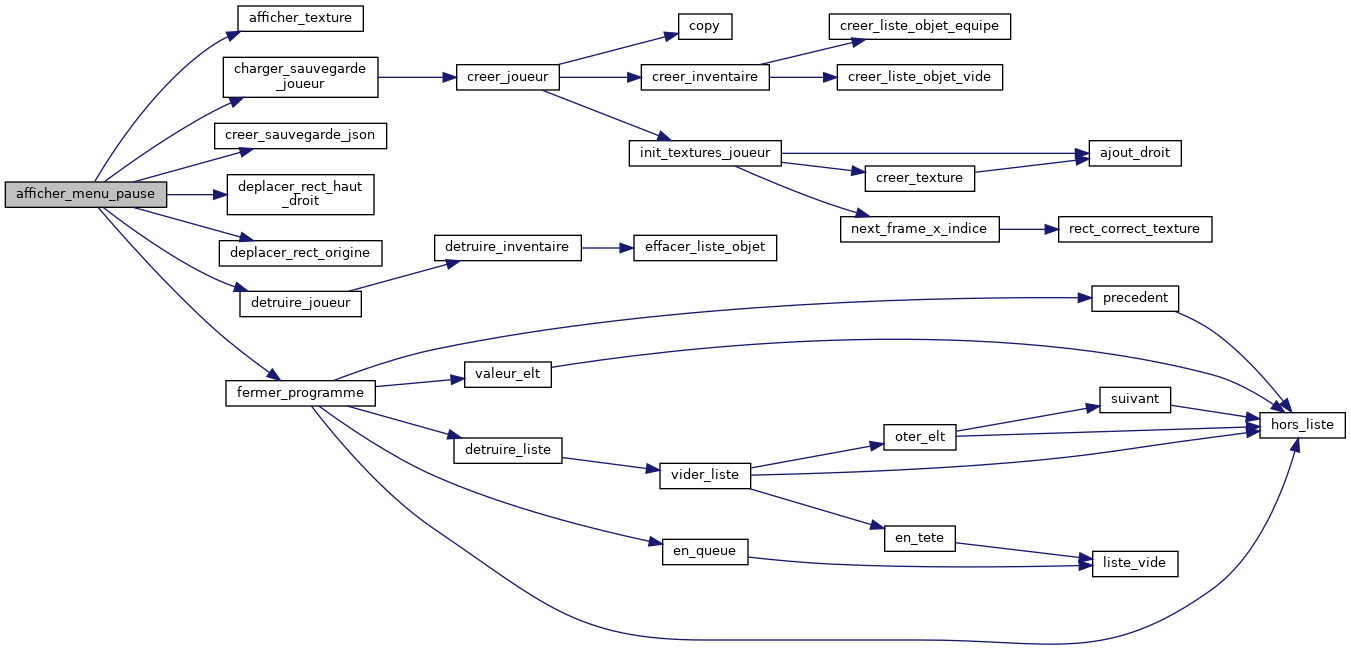 afficher_menu_pause
afficher_texture
charger_sauvegarde
_joueur
creer_sauvegarde_json
deplacer_rect_haut
_droit
deplacer_rect_origine
detruire_joueur
fermer_programme
creer_joueur
copy
creer_inventaire
creer_liste_objet_equipe
creer_liste_objet_vide
init_textures_joueur
ajout_droit
creer_texture
next_frame_x_indice
rect_correct_texture
detruire_inventaire
effacer_liste_objet
precedent
valeur_elt
detruire_liste
en_queue
vider_liste
oter_elt
suivant
en_tete
liste_vide
hors_liste